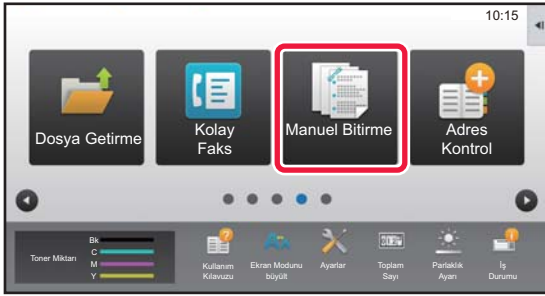 10:15
Dosya Getirme
Kolay
Faks
Manuel Bitirme
Adres
Kontrol
Toner Miktarı
Bk
C
M
Y
Kullanım
Kılavuzu
Ekran Modunu
büyült
Ayarlar
Toplam
Sayı
Parlaklık
Ayarı
İş
Durumu